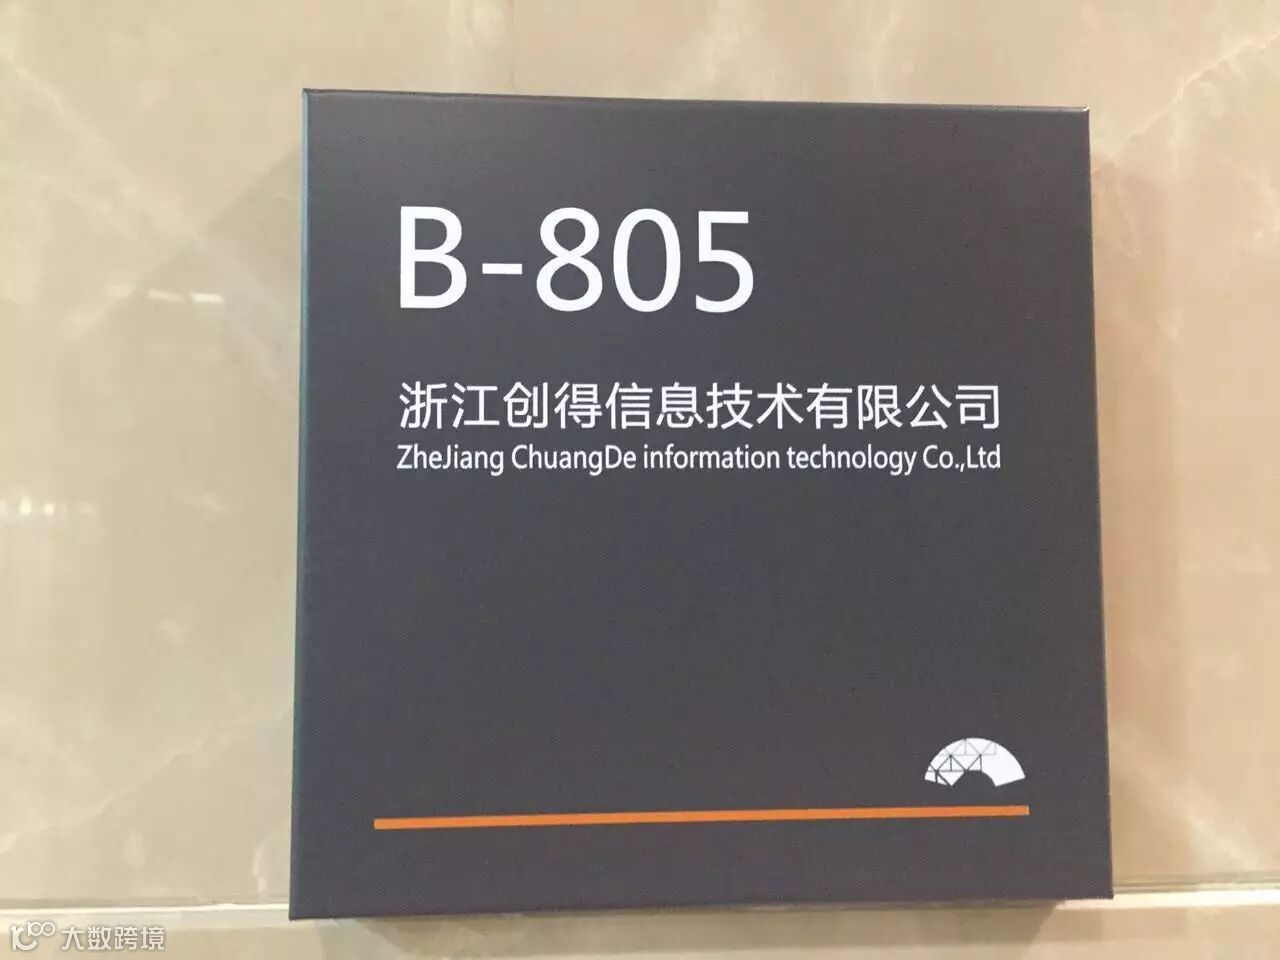 B-805
浙江创得信息技术有限公司
ZheJiang ChuangDe information technology Co.,Ltd
大数跨境